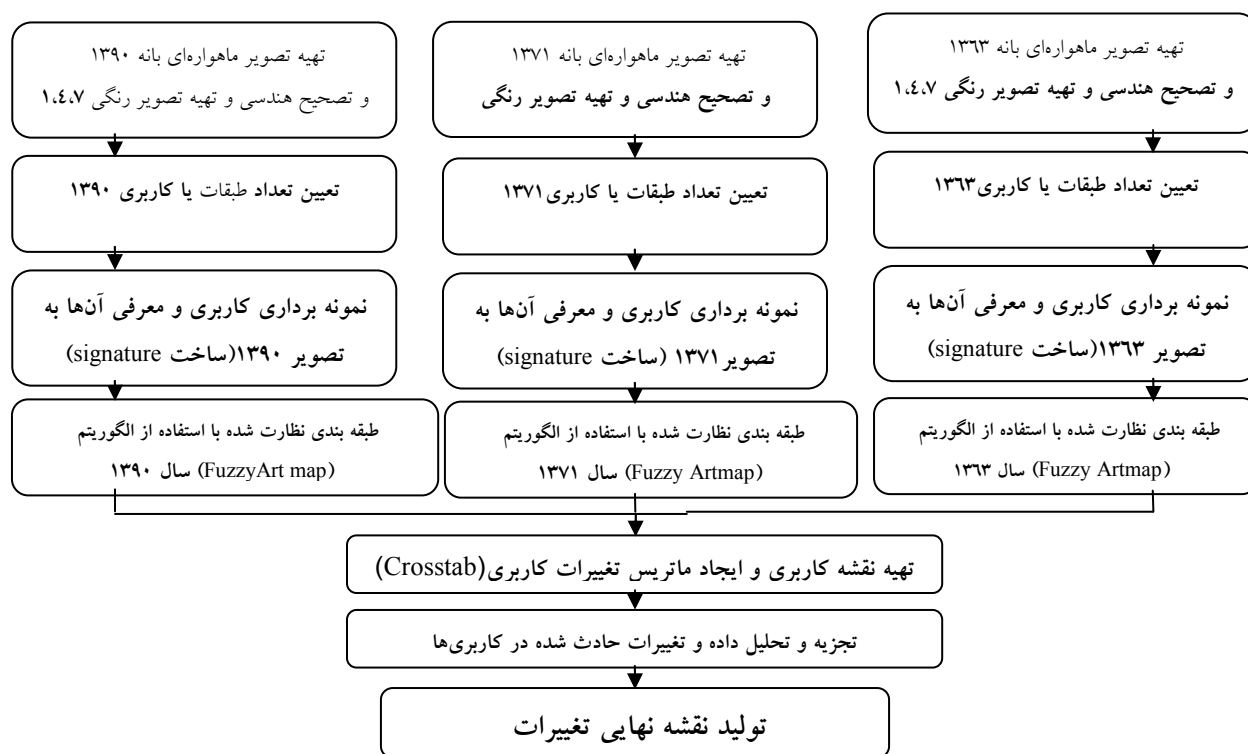 تهیه تصویر ماهواره‌ای بانه ۱۳۶۳
و تصحیح هندسی و تهیه تصویر رنگی ۱،٤،۷
تعیین تعداد طبقات یا کاربری۱۳۶۳
نمونه برداری کاربری و معرفی آن‌ها به
تصویر ۱۳۶۳(ساخت signature)
طبقه بندی نظارت شده با استفاده از الگوریتم
(Fuzzy Artmap) سال ۱۳۶۳
تهیه تصویر ماهواره‌ای بانه ۱۳۷۱
و تصحیح هندسی و تهیه تصویر رنگی
تعیین تعداد طبقات یا کاربری۱۳۷۱
نمونه برداری کاربری و معرفی آن‌ها به
تصویر ۱۳۷۱ (ساخت signature)
طبقه بندی نظارت شده با استفاده از الگوریتم
(Fuzzy Artmap) سال ۱۳۷۱
تهیه تصویر ماهواره‌ای بانه ۱۳۹۰
و تصحیح هندسی و تهیه تصویر رنگی ۱،٤،۷
تعیین تعداد طبقات یا کاربری ۱۳۹۰
نمونه برداری کاربری و معرفی آن‌ها به
تصویر ۱۳۹۰(ساخت signature)
طبقه بندی نظارت شده با استفاده از الگوریتم
(FuzzyArt map) سال ۱۳۹۰
تهیه نقشه کاربری و ایجاد ماتریس تغییرات کاربری(Crosstab)
تجزیه و تحلیل داده و تغییرات حادث شده در کاربری‌ها
تولید نقشه نهایی تغییرات